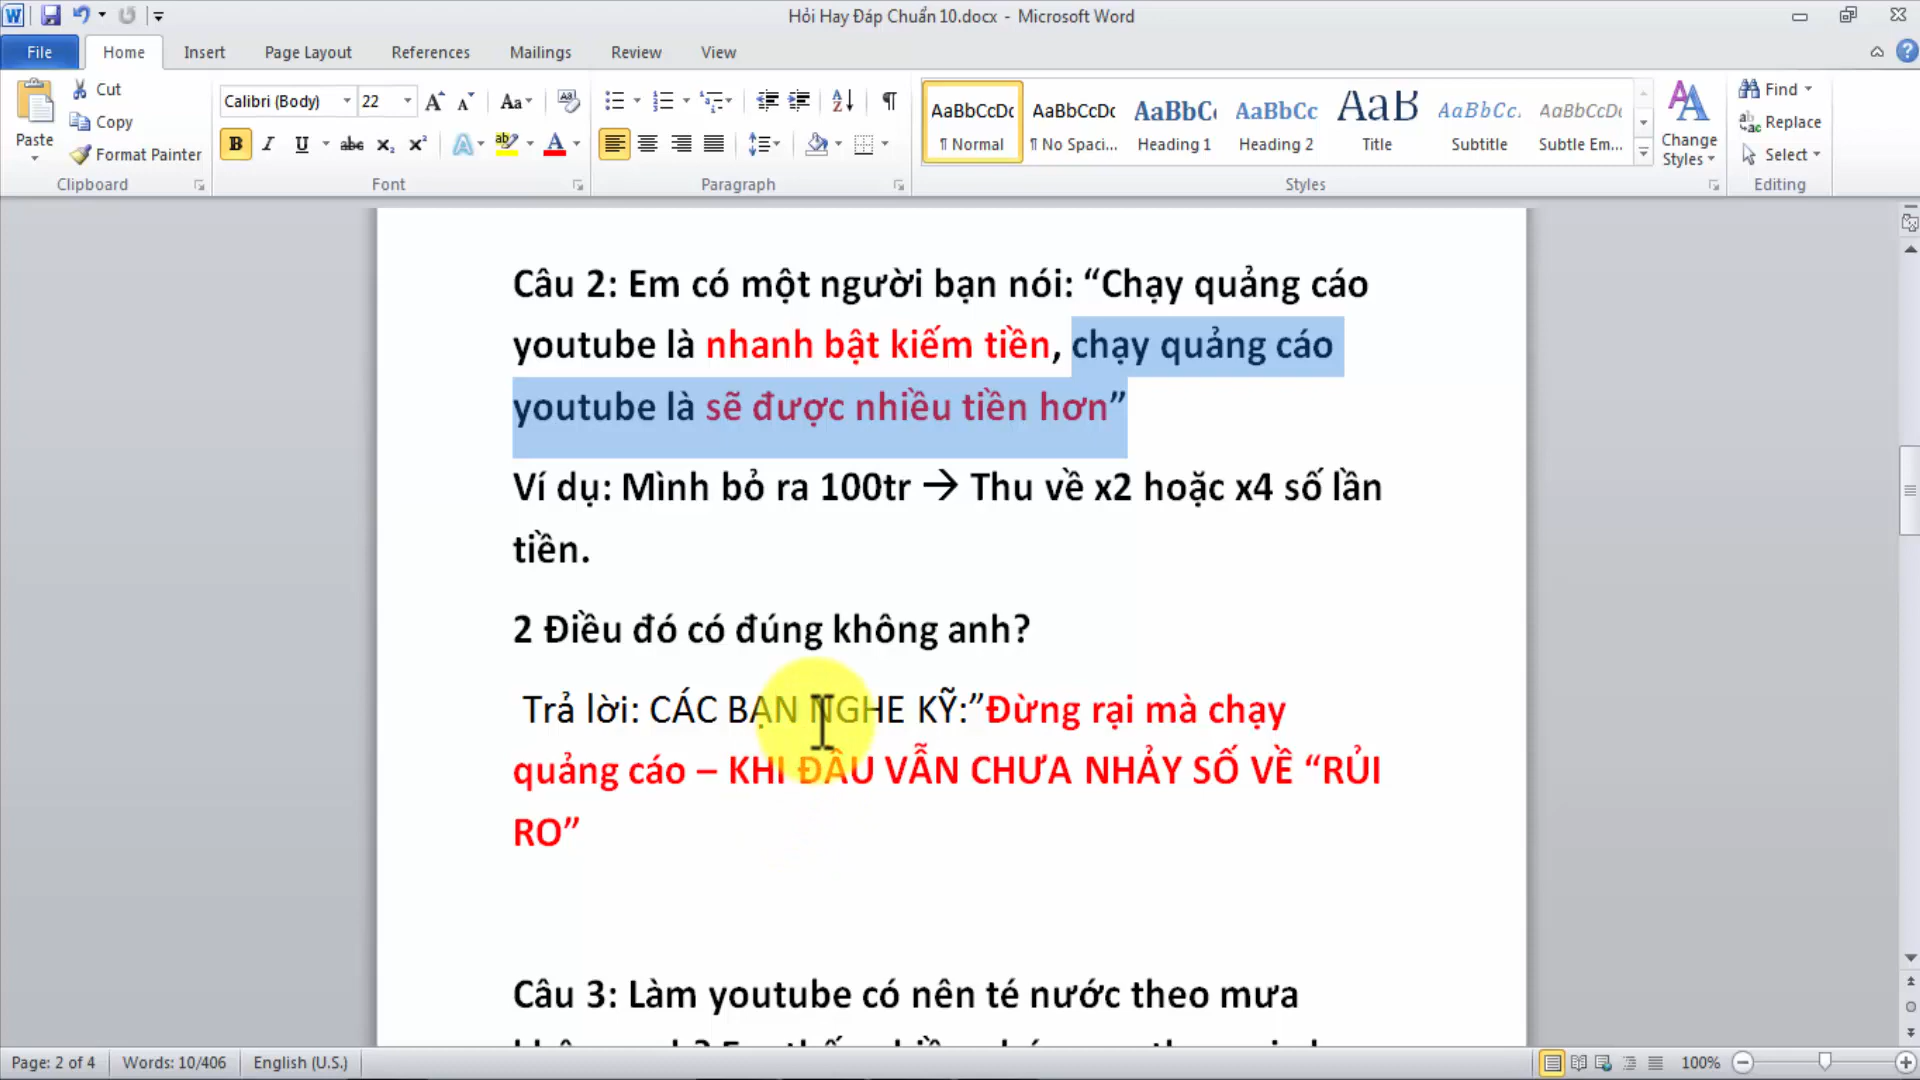 Hỏi Hay Đáp Chuẩn 10.docx - Microsoft Word
File Home Insert Page Layout References Mailings Review View
Paste
Cut
Copy
Format Painter
Clipboard
Calibri (Body) 22
Font
Paragraph
AaBbCcDc AaBbCcDc AaBbC AaBbCc AaB AaBbCc. AaBbCcDc
¶ Normal ¶ No Spaci... Heading 1 Heading 2 Title Subtitle Subtle Em...
Change Styles
Styles
Find
Replace
Select
Editing
Câu 2: Em có một người bạn nói: “Chạy quảng cáo
youtube là nhanh bật kiếm tiền, chạy quảng cáo
youtube là sẽ được nhiều tiền hơn”
Ví dụ: Mình bỏ ra 100tr → Thu về x2 hoặc x4 số lần
tiền.
2 Điều đó có đúng không anh?
Trả lời: CÁC BẠN NGHE KỸ:”Đừng rại mà chạy
quảng cáo – KHI ĐẦU VẪN CHƯA NHẢY SỐ VỀ “RỦI
RO”
Câu 3: Làm youtube có nên té nước theo mưa
Page: 2 of 4 Words: 10/406 English (U.S.) 100%